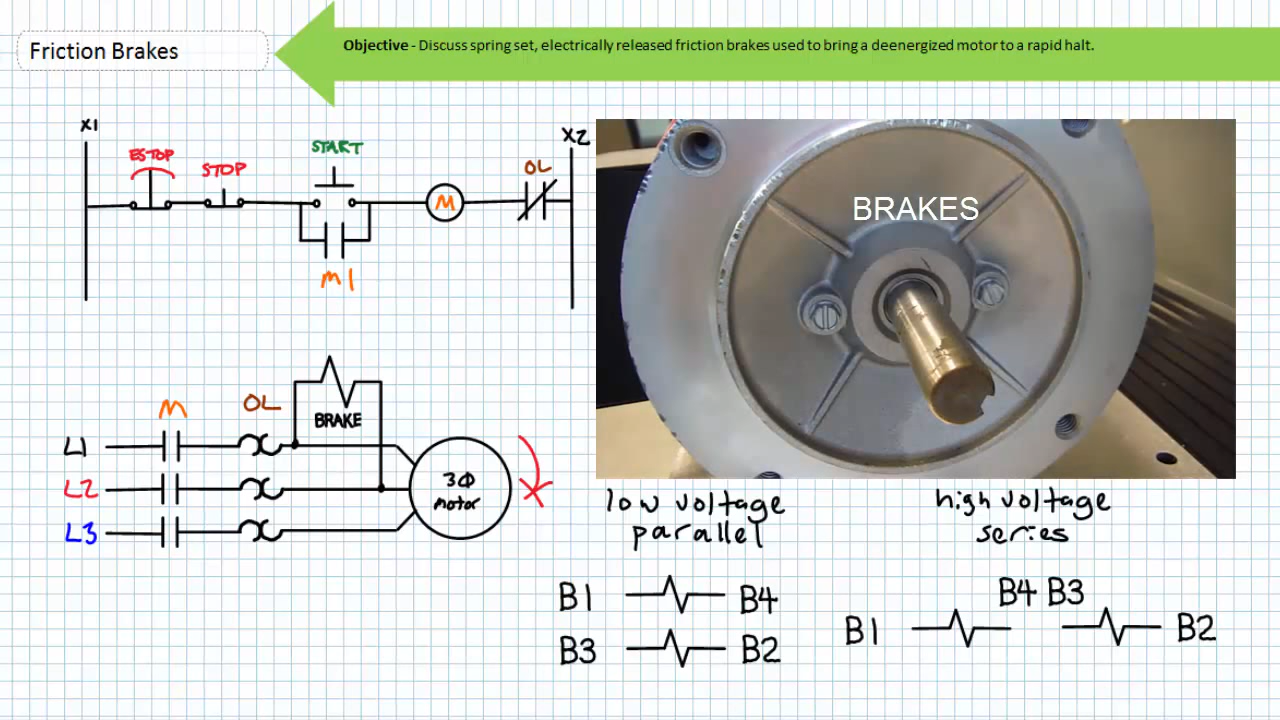 Friction Brakes
Objective - Discuss spring set, electrically released friction brakes used to bring a deenergized motor to a rapid halt.
X1
X2
ESTOP
STOP
START
OL
M
M1
BRAKES
M
OL
BRAKE
L1
L2
L3
3Φ
motor
low voltage
parallel
high voltage
series
B1
B4
B3
B2
B1
B4 B3
B2